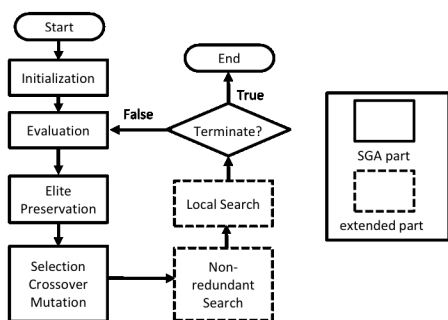 Start
Initialization
Evaluation
Elite
Preservation
Selection
Crossover
Mutation
Non-
redundant
Search
Local Search
Terminate?
False
True
End
SGA part
extended part